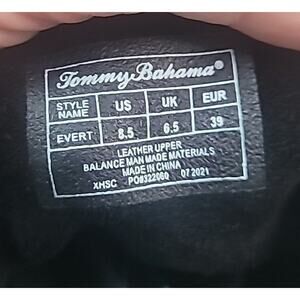 Tommy Bahama®
STYLE NAME US UK EUR
EVERT 8.5 6.5 39
LEATHER UPPER
BALANCE MAN MADE MATERIALS
MADE IN CHINA
XHSC 07 2021